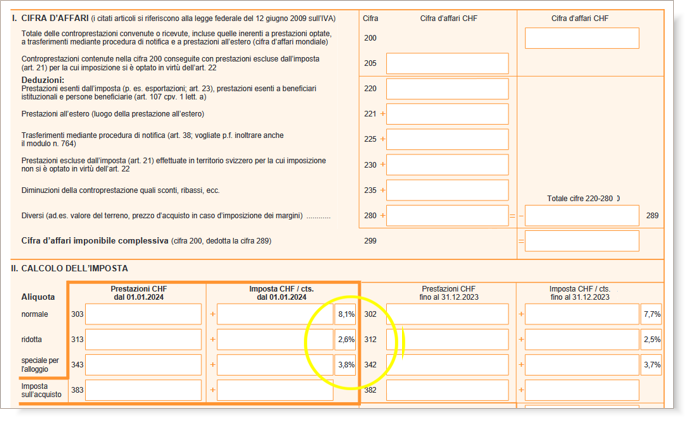 I. CIFRA D'AFFARI (i citati articoli si riferiscono alla legge federale del 12 giugno 2009 sull'IVA) Cifra Cifra d'affari CHF Cifra d'affari CHF
Totale delle controprestazioni convenute o ricevute, incluse quelle inerenti a prestazioni optate,
a trasferimenti mediante procedura di notifica e a prestazioni all'estero (cifra d'affari mondiale) 200
Controprestazioni contenute nella cifra 200 conseguite con prestazioni escluse dall'imposta
(art. 21) per la cui imposizione si è optato in virtù dell'art. 22 205
Deduzioni:
Prestazioni esenti dall'imposta (p. es. esportazioni; art. 23), prestazioni esenti a beneficiari
istituzionali e persone beneficiarie (art. 107 cpv. 1 lett. a) 220
Prestazioni all'estero (luogo della prestazione all'estero) 221 +
Trasferimenti mediante procedura di notifica (art. 38; vogliate p.f. inoltrare anche
il modulo n. 764) 225 +
Prestazioni escluse dall'imposta (art. 21) effettuate in territorio svizzero per la cui imposizione
non si è optato in virtù dell'art. 22 230 +
Diminuzioni della controprestazione quali sconti, ribassi, ecc. 235 +
Totale cifre 220-280
Diversi (ad.es. valore del terreno, prezzo d'acquisto in caso d'imposizione dei margini) ............ 280 + = – 289
Cifra d'affari imponibile complessiva (cifra 200, dedotta la cifra 289) 299 =
II. CALCOLO DELL'IMPOSTA
Aliquota Prestazioni CHF dal 01.01.2024 Imposta CHF / cts. dal 01.01.2024 Prestazioni CHF fino al 31.12.2023 Imposta CHF / cts. fino al 31.12.2023
normale 303 + 8,1% 302 + 7,7%
ridotta 313 + 2,6% 312 + 2,5%
speciale per
l'alloggio 343 + 3,8% 342 + 3,7%
Imposta
sull'acquisto 383 + 382 +